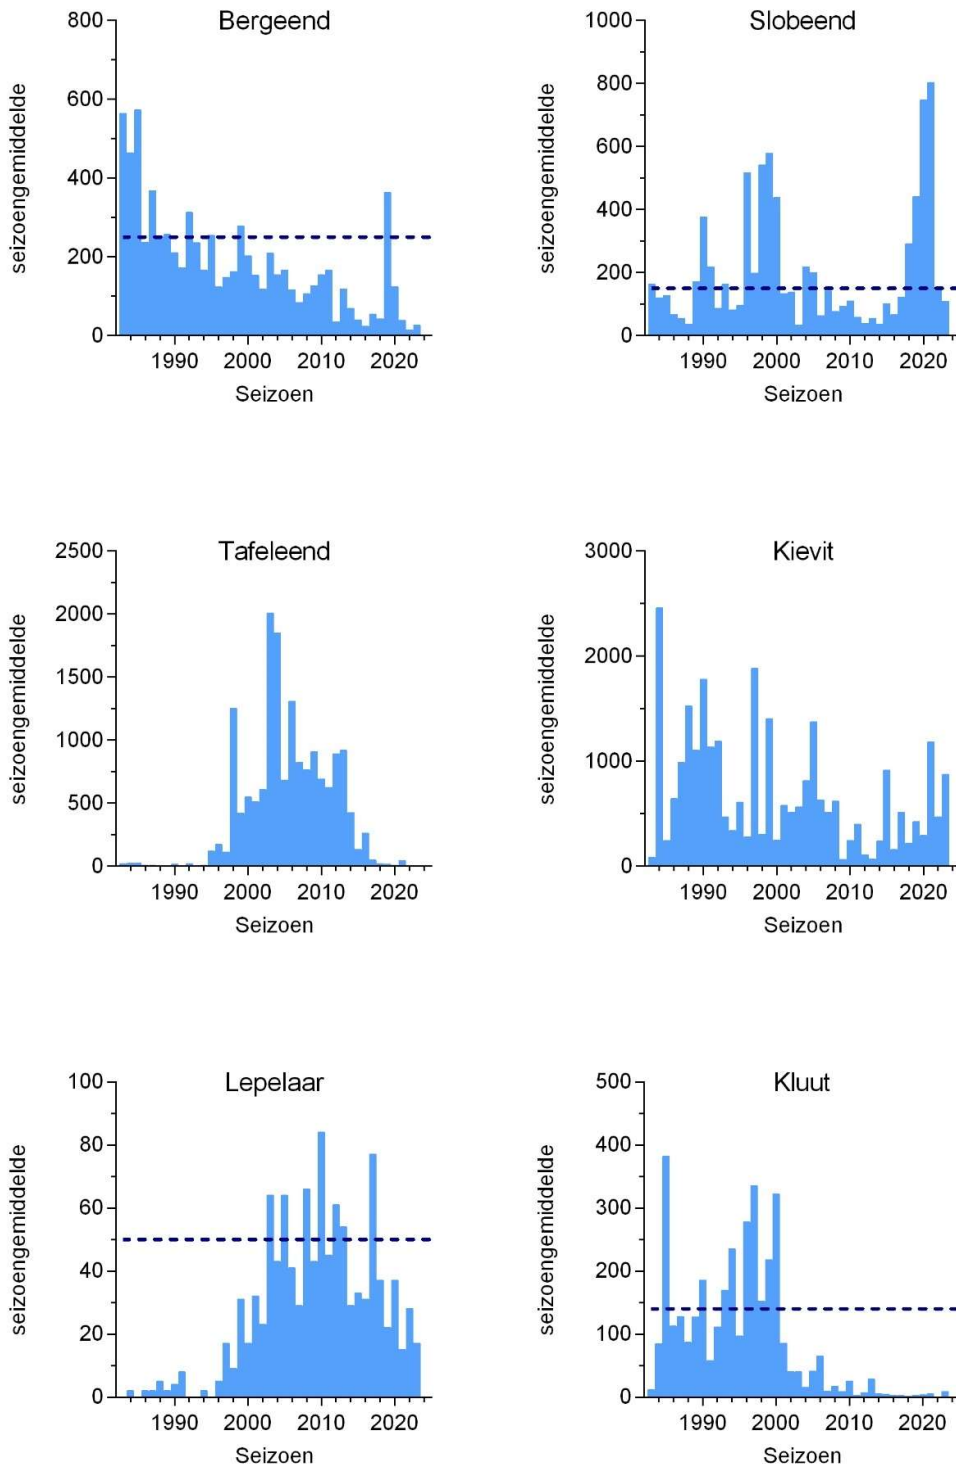 Bergeend
800
600
400
200
0
seizoengemiddelde
1990 2000 2010 2020
Seizoen
Slobeend
1000
800
600
400
200
0
seizoengemiddelde
1990 2000 2010 2020
Seizoen
Tafeleend
2500
2000
1500
1000
500
0
seizoengemiddelde
1990 2000 2010 2020
Seizoen
Kievit
3000
2000
1000
0
seizoengemiddelde
1990 2000 2010 2020
Seizoen
Lepelaar
100
80
60
40
20
0
seizoengemiddelde
1990 2000 2010 2020
Seizoen
Kluut
500
400
300
200
100
0
seizoengemiddelde
1990 2000 2010 2020
Seizoen